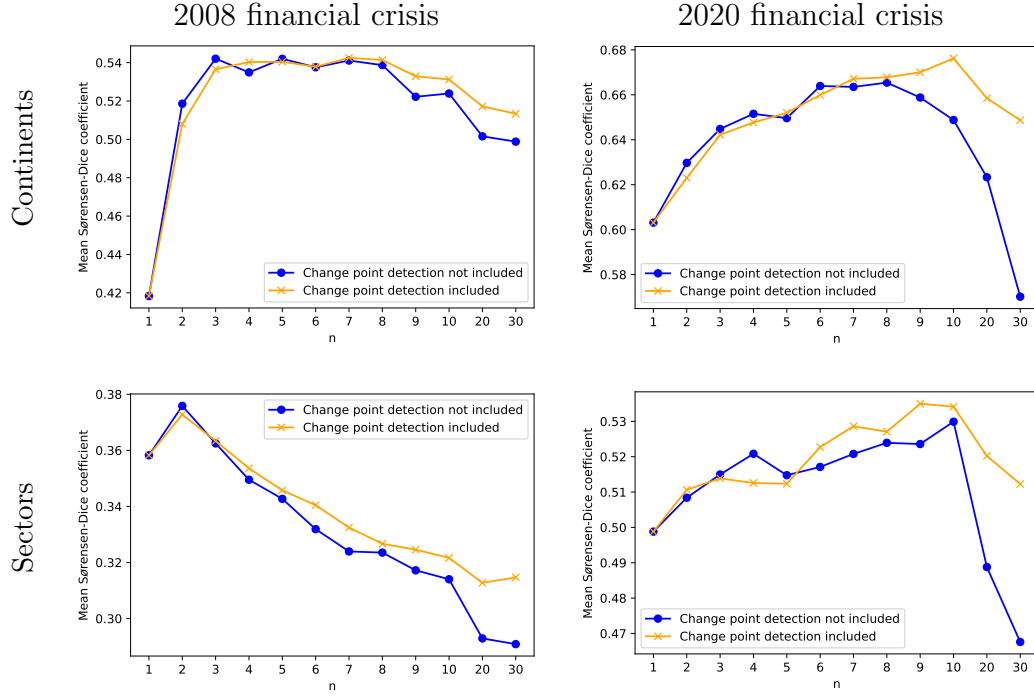 2008 financial crisis
2020 financial crisis
Continents
Mean Sørensen-Dice coefficient
0.54
0.52
0.50
0.48
0.46
0.44
0.42
Change point detection not included
Change point detection included
1 2 3 4 5 6 7 8 9 10 20 30
n
Mean Sørensen-Dice coefficient
0.68
0.66
0.64
0.62
0.60
0.58
Change point detection not included
Change point detection included
1 2 3 4 5 6 7 8 9 10 20 30
n
Sectors
Mean Sørensen-Dice coefficient
0.38
0.36
0.34
0.32
0.30
Change point detection not included
Change point detection included
1 2 3 4 5 6 7 8 9 10 20 30
n
Mean Sørensen-Dice coefficient
0.53
0.52
0.51
0.50
0.49
0.48
0.47
Change point detection not included
Change point detection included
1 2 3 4 5 6 7 8 9 10 20 30
n